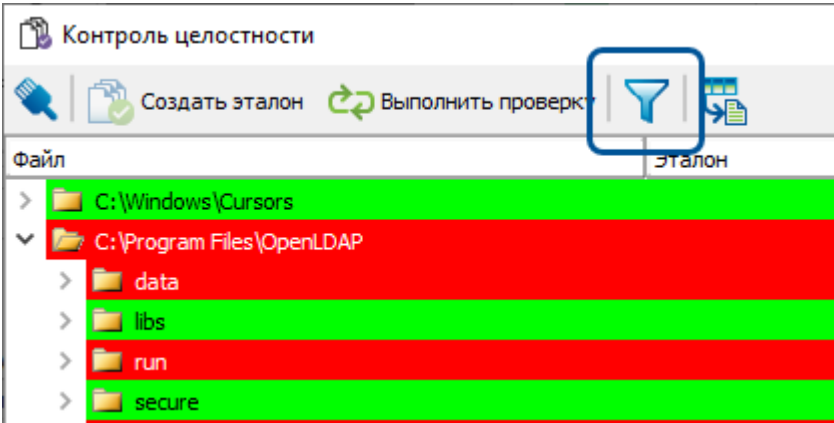 Контроль целостности
Создать эталон Выполнить проверку
Файл Эталон
C:\Windows\Cursors
C:\Program Files\OpenLDAP
data
libs
run
secure